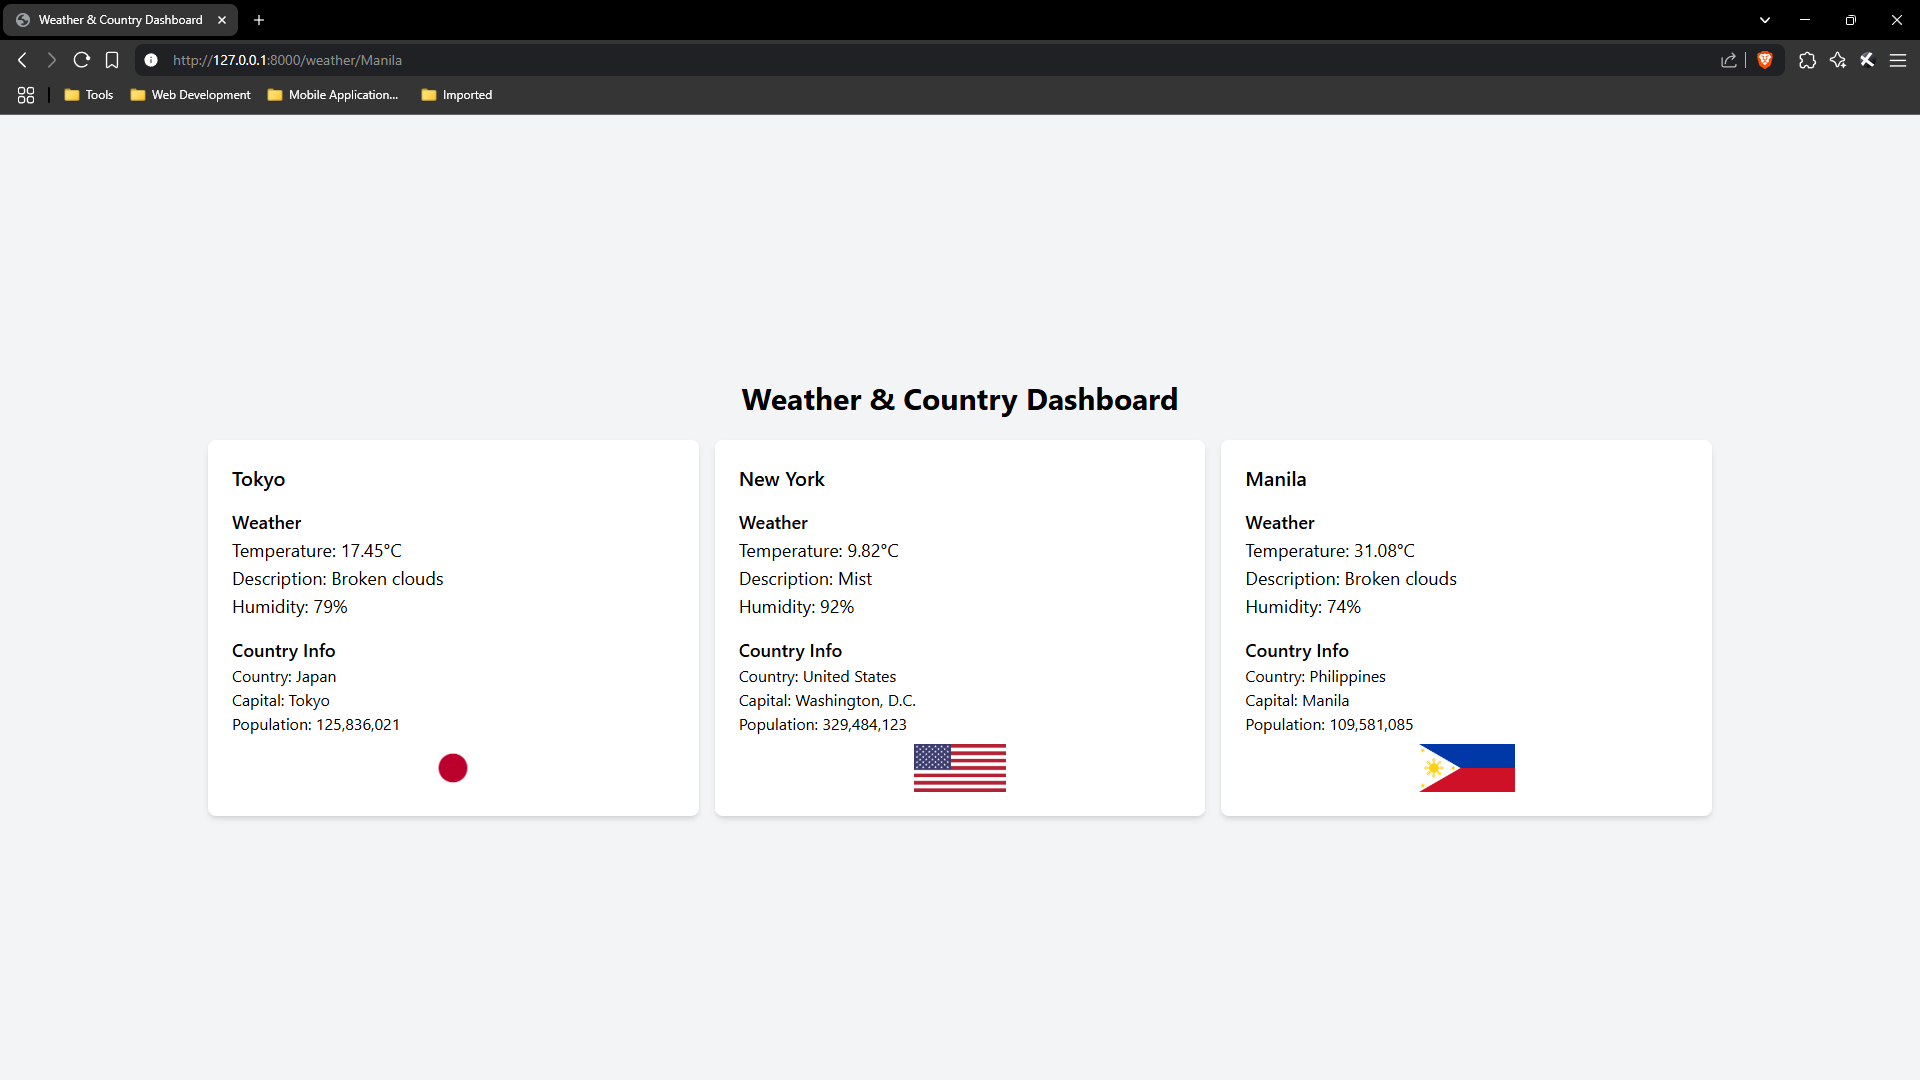 Weather & Country Dashboard
http://127.0.0.1:8000/weather/Manila
Tools
Web Development
Mobile Application...
Imported
Weather & Country Dashboard
Tokyo
Weather
Temperature: 17.45°C
Description: Broken clouds
Humidity: 79%
Country Info
Country: Japan
Capital: Tokyo
Population: 125,836,021
New York
Weather
Temperature: 9.82°C
Description: Mist
Humidity: 92%
Country Info
Country: United States
Capital: Washington, D.C.
Population: 329,484,123
Manila
Weather
Temperature: 31.08°C
Description: Broken clouds
Humidity: 74%
Country Info
Country: Philippines
Capital: Manila
Population: 109,581,085